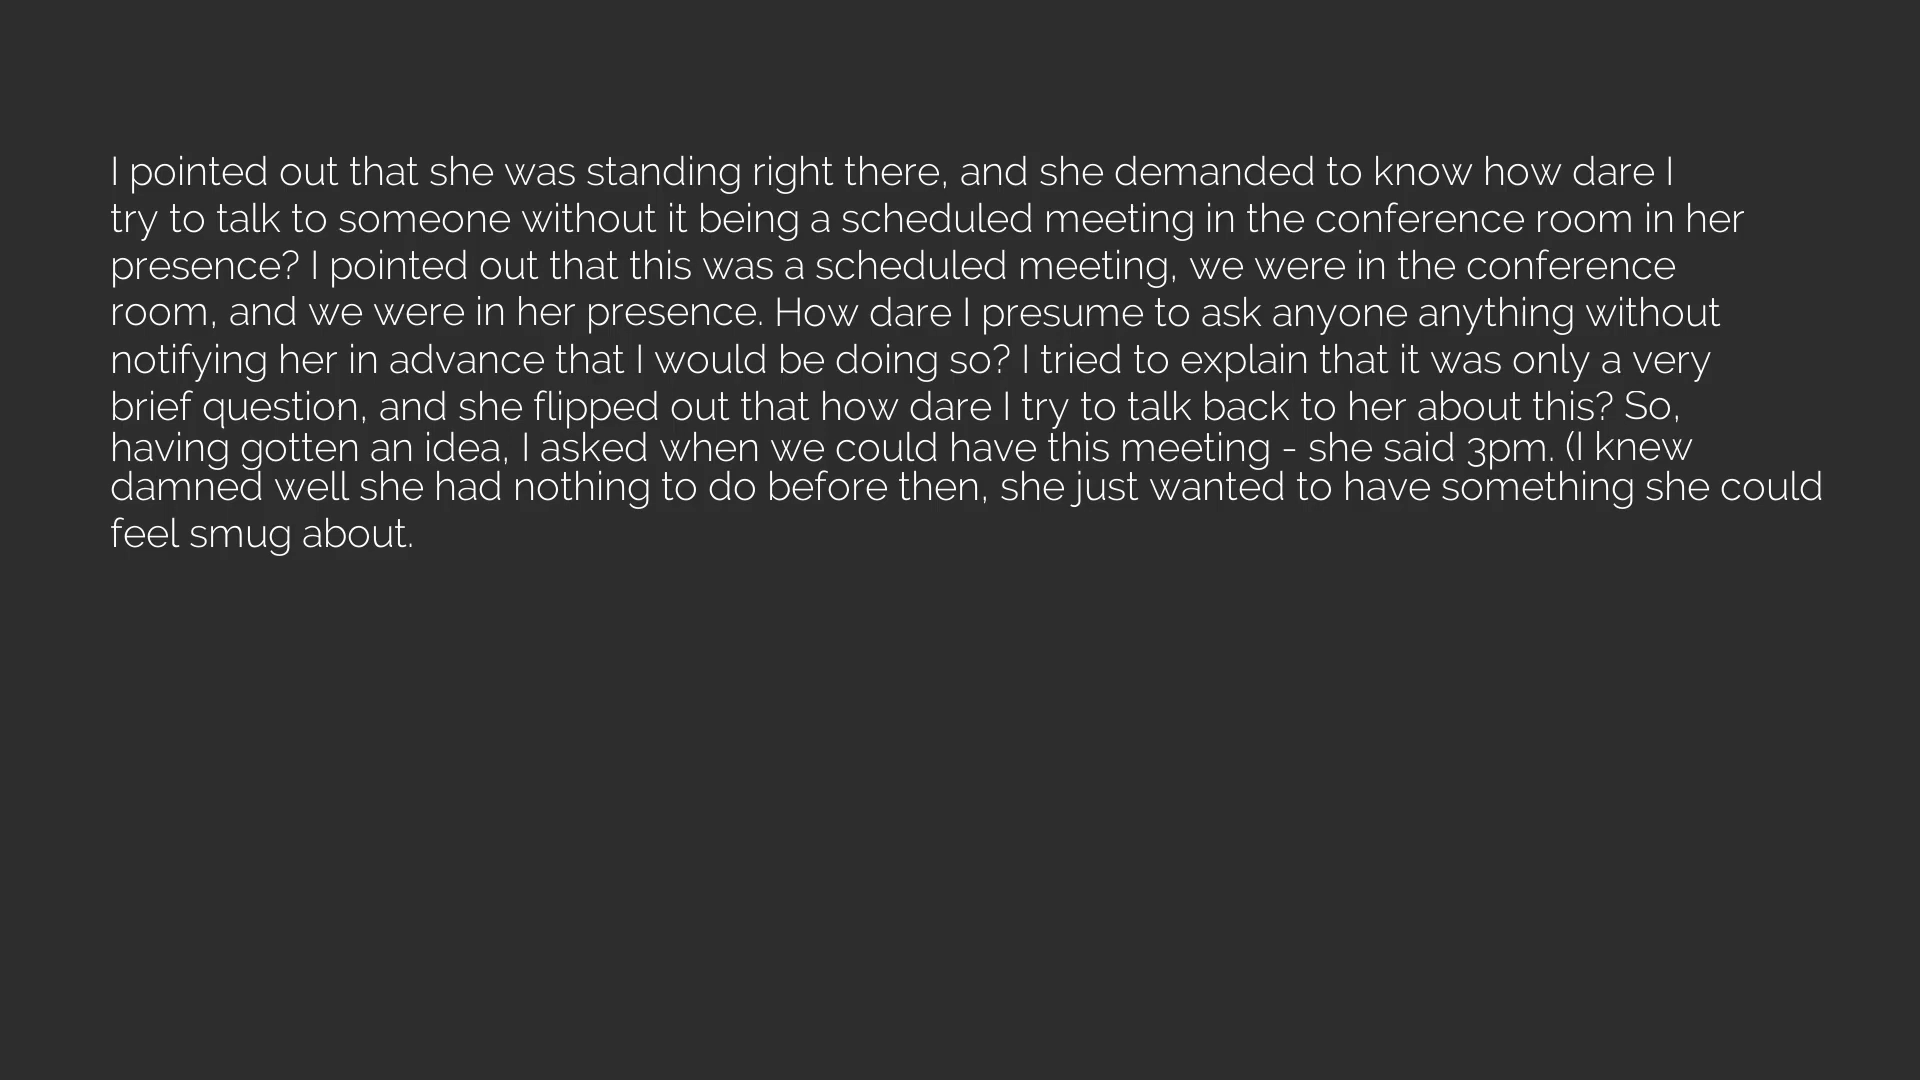 I pointed out that she was standing right there, and she demanded to know how dare I
try to talk to someone without it being a scheduled meeting in the conference room in her
presence? I pointed out that this was a scheduled meeting, we were in the conference
room, and we were in her presence. How dare I presume to ask anyone anything without
notifying her in advance that I would be doing so? I tried to explain that it was only a very
brief question, and she flipped out that how dare I try to talk back to her about this? So,
having gotten an idea, I asked when we could have this meeting - she said 3pm. (I knew
damned well she had nothing to do before then, she just wanted to have something she could
feel smug about.